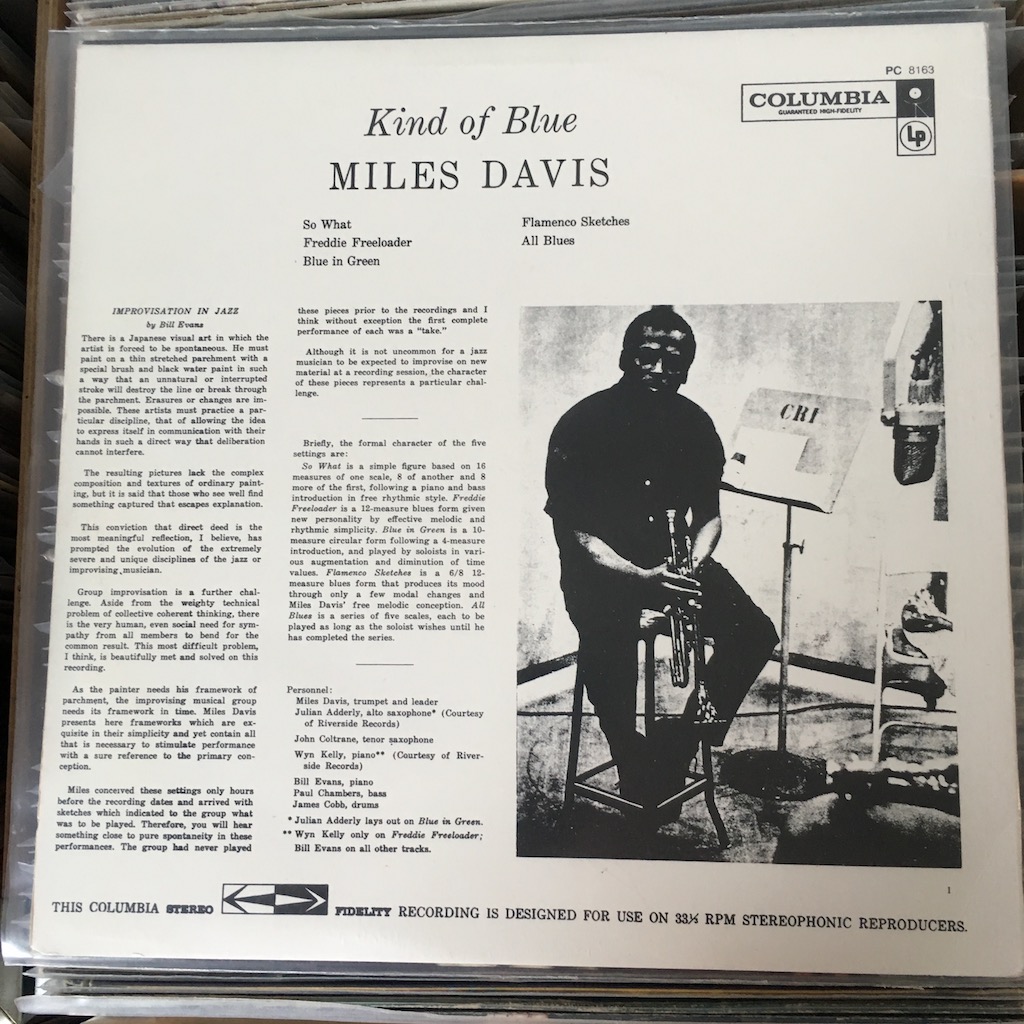 PC 8163
COLUMBIA
GUARANTEED HIGH-FIDELITY
Lp
Kind of Blue
MILES DAVIS
So What
Freddie Freeloader
Blue in Green
Flamenco Sketches
All Blues
IMPROVISATION IN JAZZ
by Bill Evans
There is a Japanese visual art in which the
artist is forced to be spontaneous. He must
paint on a thin stretched parchment with a
special brush and black water paint in such
a way that an unnatural or interrupted
stroke will destroy the line or break through
the parchment. Erasures or changes are im-
possible. These artists must practice a par-
ticular discipline, that of allowing the idea
to express itself in communication with their
hands in such a direct way that deliberation
cannot interfere.
The resulting pictures lack the complex
composition and textures of ordinary paint-
ing, but it is said that those who see well find
something captured that escapes explanation.
This conviction that direct deed is the
most meaningful reflection, I believe, has
prompted the evolution of the extremely
severe and unique disciplines of the jazz or
improvising musician.
Group improvisation is a further chal-
lenge. Aside from the weighty technical
problem of collective coherent thinking, there
is the very human, even social need for sym-
pathy from all members to bend for the
common result. This most difficult problem,
I think, is beautifully met and solved on this
recording.
As the painter needs his framework of
parchment, the improvising musical group
needs its framework in time. Miles Davis
presents here frameworks which are ex-
quisite in their simplicity and yet contain all
that is necessary to stimulate performance
with a sure reference to the primary con-
ception.
Miles conceived these settings only hours
before the recording dates and arrived with
sketches which indicated to the group what
was to be played. Therefore, you will hear
something close to pure spontaneity in these
performances. The group had never played
these pieces prior to the recordings and I
think without exception the first complete
performance of each was a "take."
Although it is not uncommon for a jazz
musician to be expected to improvise on new
material at a recording session, the character
of these pieces represents a particular chal-
lenge.
Briefly, the formal character of the five
settings are:
So What is a simple figure based on 16
measures of one scale, 8 of another and 8
more of the first, following a piano and bass
introduction in free rhythmic style. Freddie
Freeloader is a 12-measure blues form given
new personality by effective melodic and
rhythmic simplicity. Blue in Green is a 10-
measure circular form following a 4-measure
introduction, and played by soloists in vari-
ous augmentation and diminution of time
values. Flamenco Sketches is a 6/8 12-
measure blues form that produces its mood
through only a few modal changes and
Miles Davis' free melodic conception. All
Blues is a series of five scales, each to be
played as long as the soloist wishes until he
has completed the series.
Personnel:
Miles Davis, trumpet and leader
Julian Adderly, alto saxophone* (Courtesy
of Riverside Records)
John Coltrane, tenor saxophone
Wyn Kelly, piano** (Courtesy of River-
side Records)
Bill Evans, piano
Paul Chambers, bass
James Cobb, drums
* Julian Adderly lays out on Blue in Green.
** Wyn Kelly only on Freddie Freeloader;
Bill Evans on all other tracks.
CRI
1
THIS COLUMBIA STEREO FIDELITY RECORDING IS DESIGNED FOR USE ON 33⅓ RPM STEREOPHONIC REPRODUCERS.